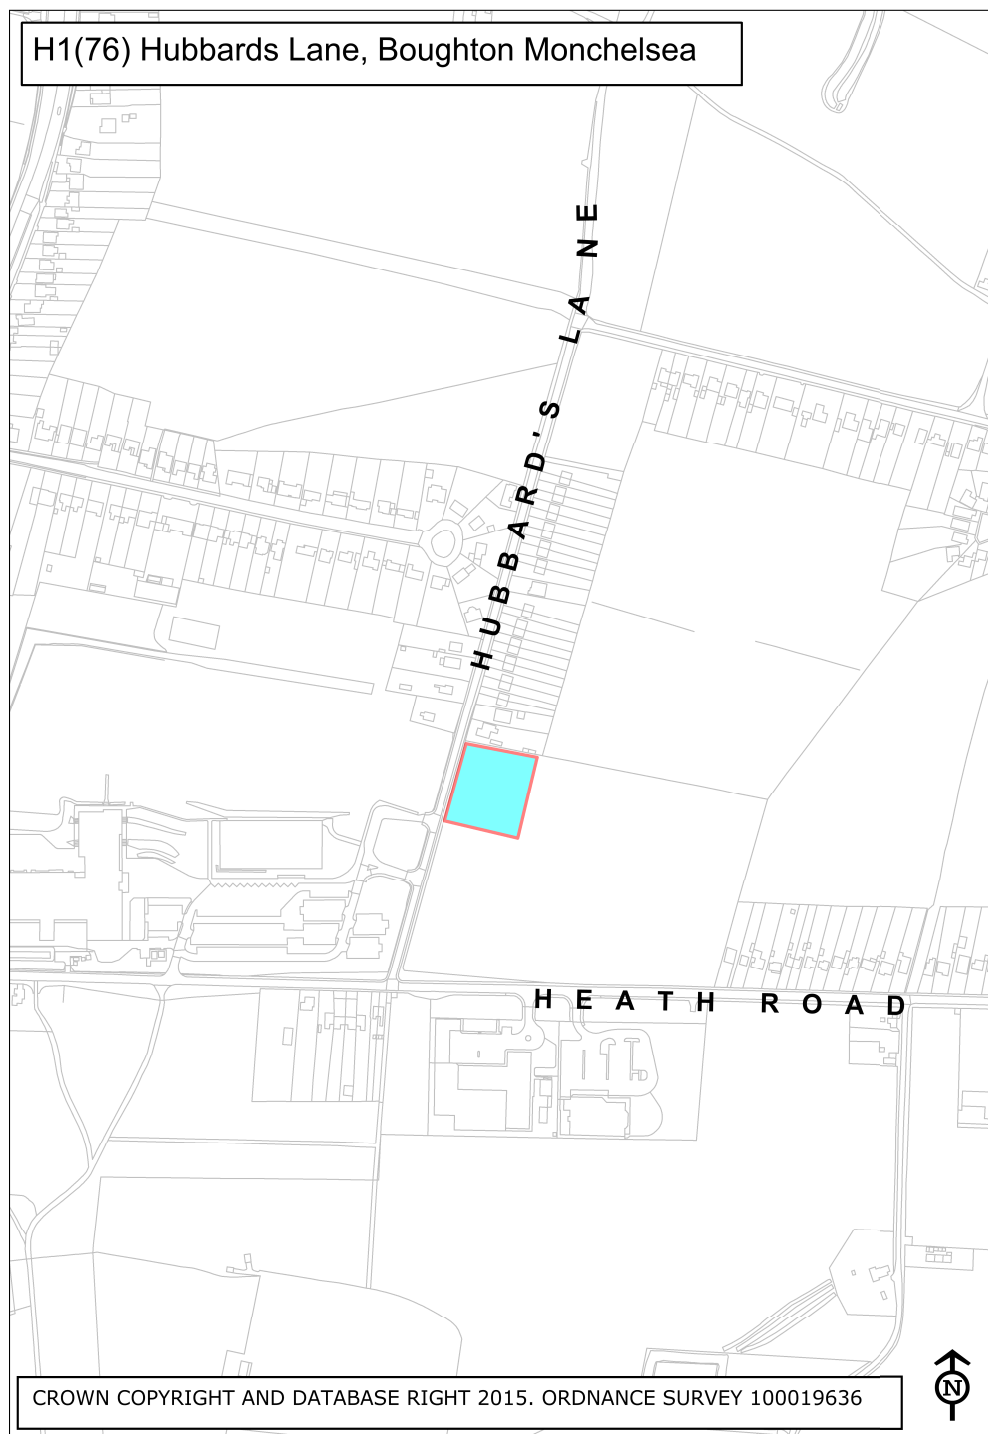 H1(76) Hubbards Lane, Boughton Monchelsea
HUBBARD'S LANE
HEATH ROAD
N
CROWN COPYRIGHT AND DATABASE RIGHT 2015. ORDNANCE SURVEY 100019636